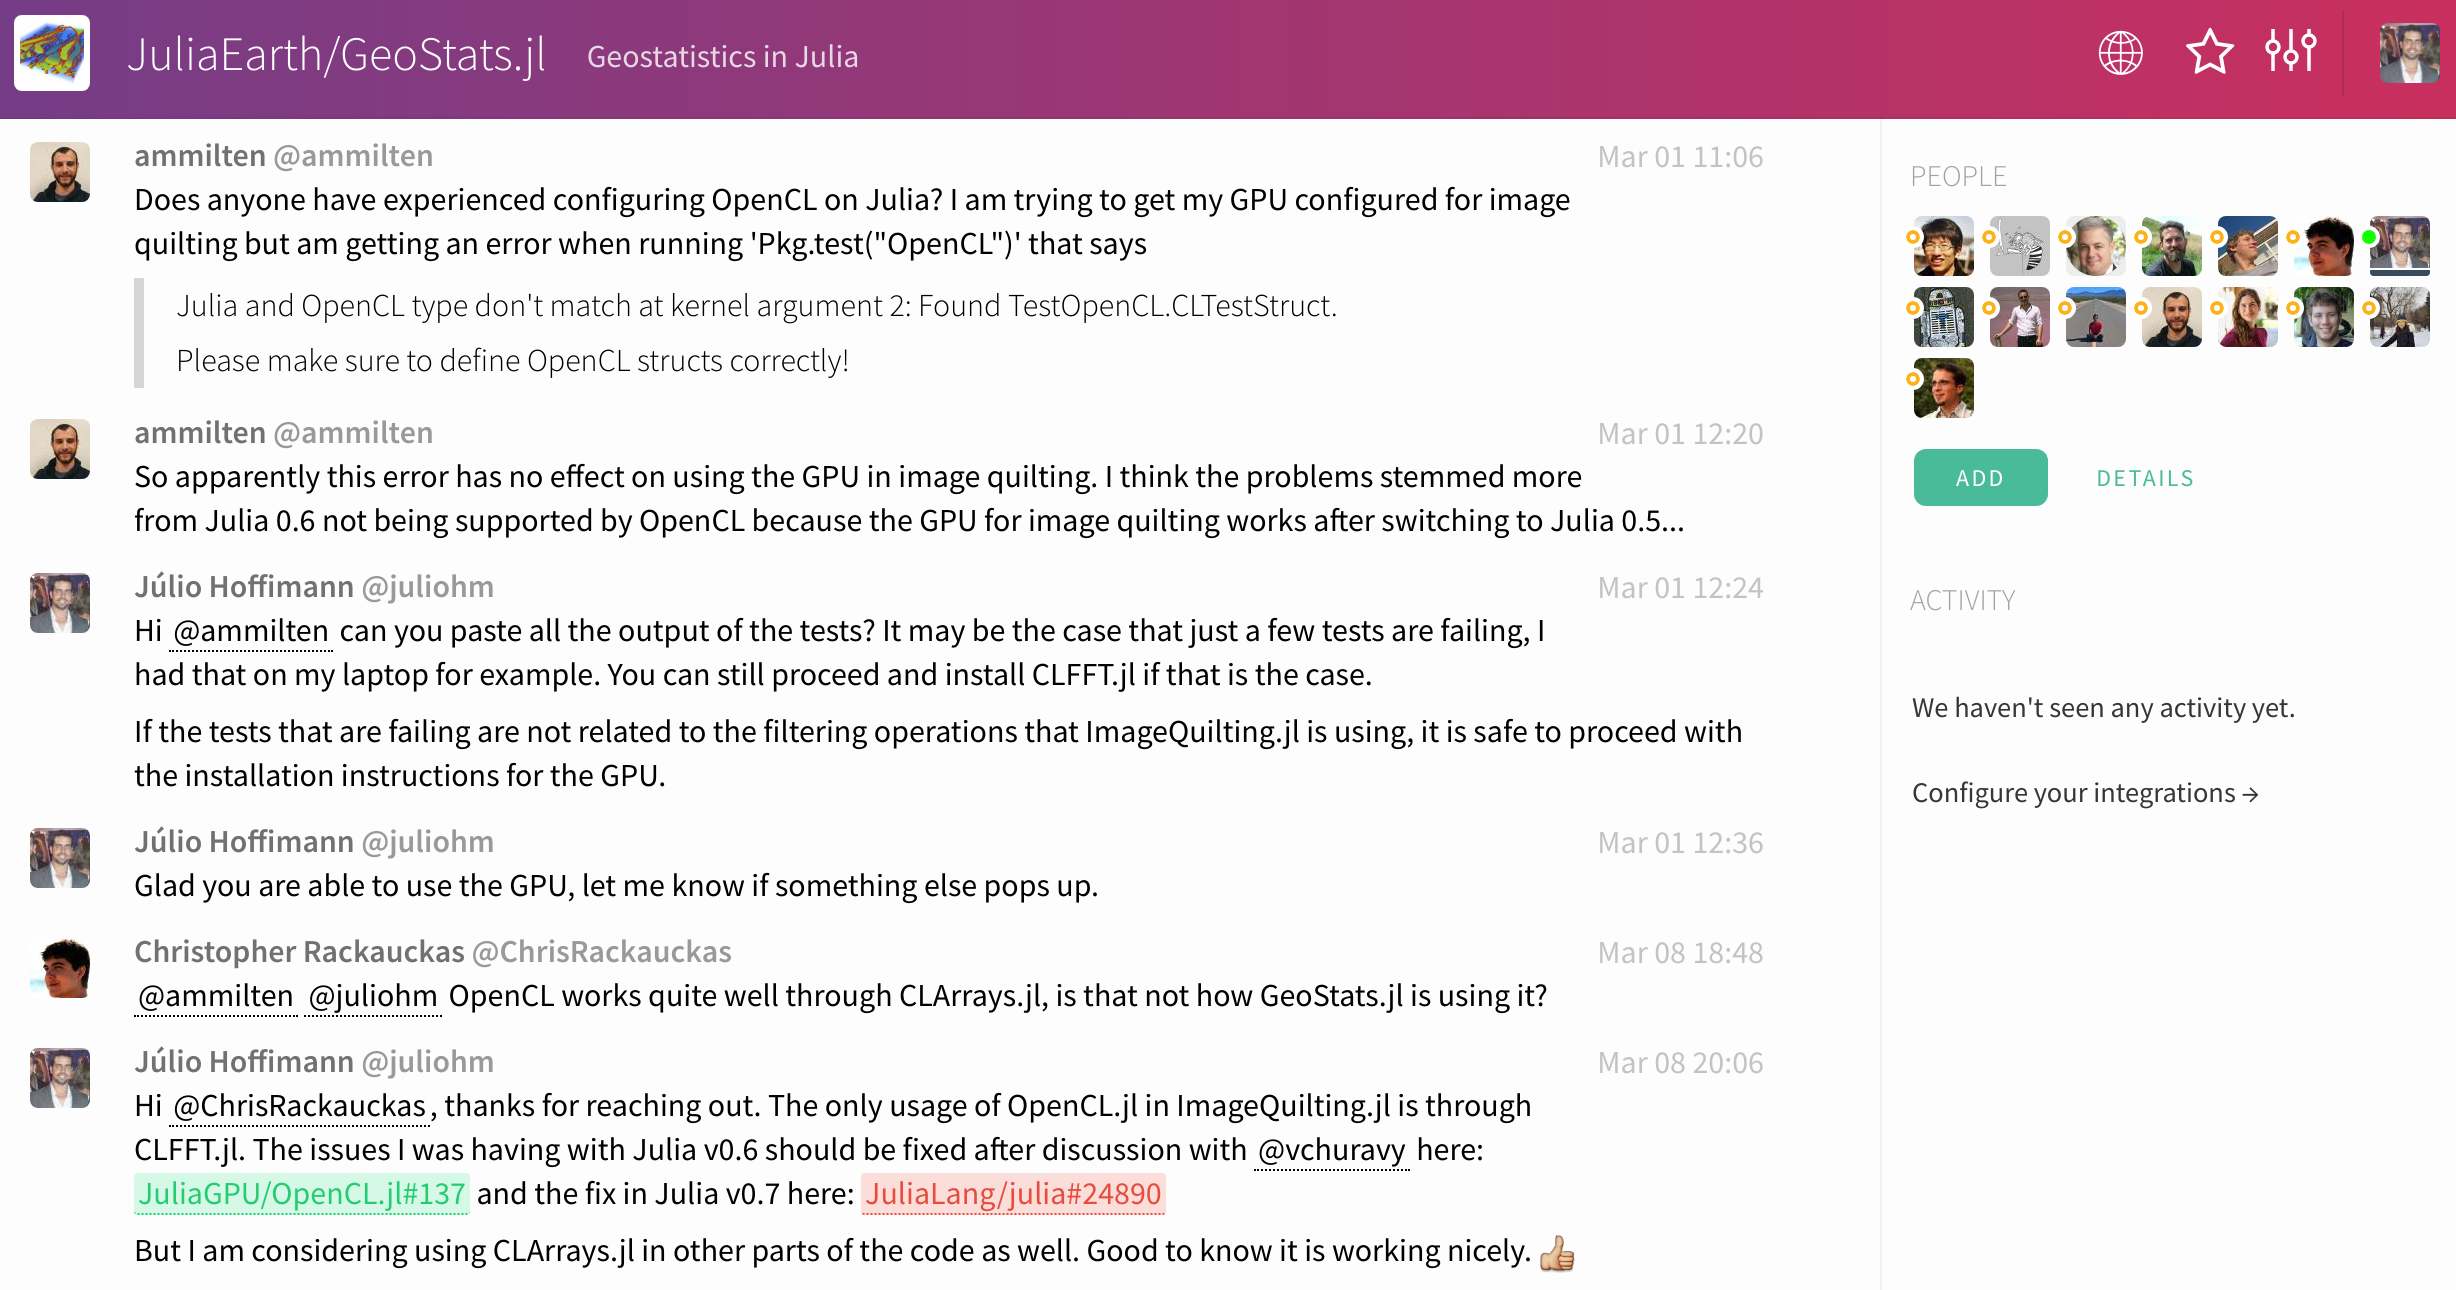 JuliaEarth/GeoStats.jl Geostatistics in Julia
ammilten @ammilten Mar 01 11:06
Does anyone have experienced configuring OpenCL on Julia? I am trying to get my GPU configured for image
quilting but am getting an error when running 'Pkg.test("OpenCL")' that says
Julia and OpenCL type don't match at kernel argument 2: Found TestOpenCL.CLTestStruct.
Please make sure to define OpenCL structs correctly!
ammilten @ammilten Mar 01 12:20
So apparently this error has no effect on using the GPU in image quilting. I think the problems stemmed more
from Julia 0.6 not being supported by OpenCL because the GPU for image quilting works after switching to Julia 0.5...
Júlio Hoffimann @juliohm Mar 01 12:24
Hi @ammilten can you paste all the output of the tests? It may be the case that just a few tests are failing, I
had that on my laptop for example. You can still proceed and install CLFFT.jl if that is the case.
If the tests that are failing are not related to the filtering operations that ImageQuilting.jl is using, it is safe to proceed with
the installation instructions for the GPU.
Júlio Hoffimann @juliohm Mar 01 12:36
Glad you are able to use the GPU, let me know if something else pops up.
Christopher Rackauckas @ChrisRackauckas Mar 08 18:48
@ammilten @juliohm OpenCL works quite well through CLArrays.jl, is that not how GeoStats.jl is using it?
Júlio Hoffimann @juliohm Mar 08 20:06
Hi @ChrisRackauckas, thanks for reaching out. The only usage of OpenCL.jl in ImageQuilting.jl is through
CLFFT.jl. The issues I was having with Julia v0.6 should be fixed after discussion with @vchuravy here:
JuliaGPU/OpenCL.jl#137 and the fix in Julia v0.7 here: JuliaLang/julia#24890
But I am considering using CLArrays.jl in other parts of the code as well. Good to know it is working nicely. 👍🏼
PEOPLE
ADD DETAILS
ACTIVITY
We haven't seen any activity yet.
Configure your integrations →